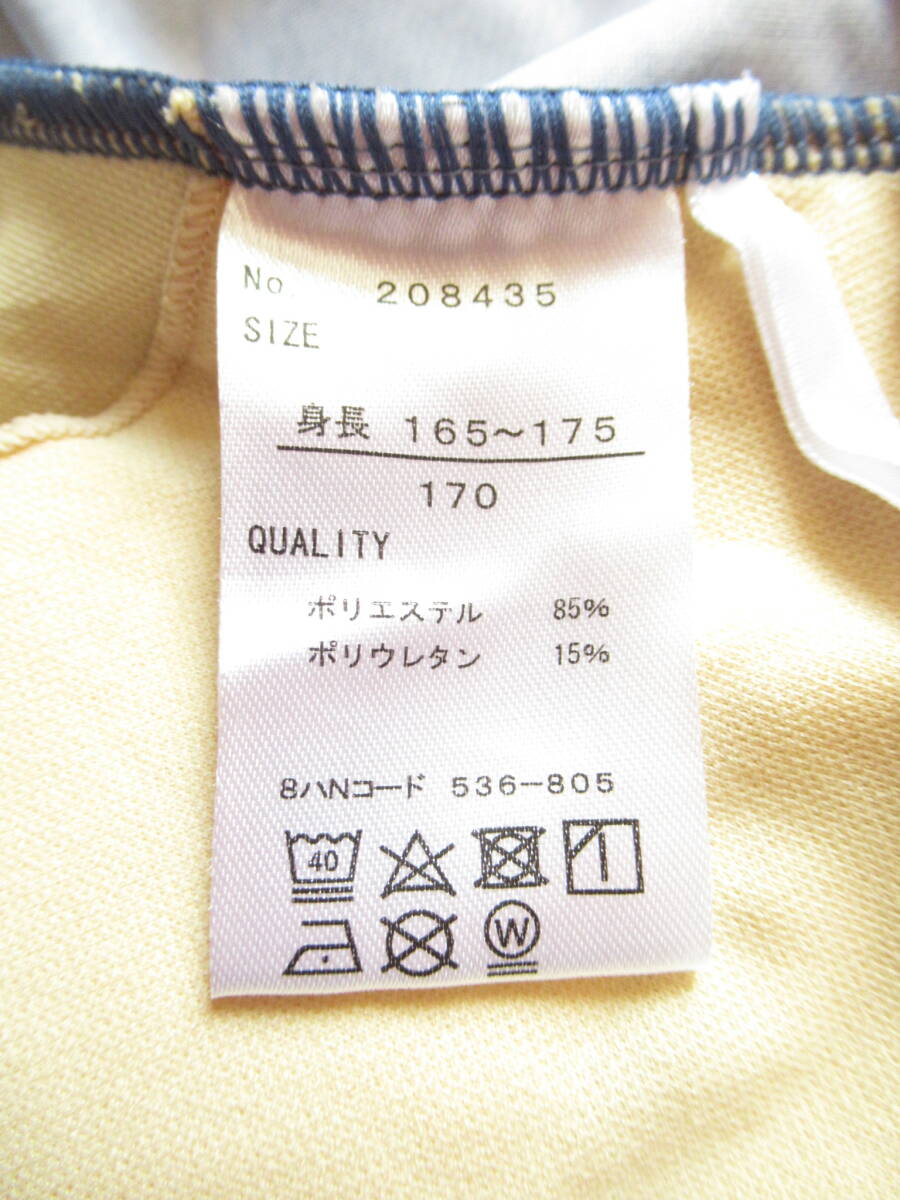 No. 208435
SIZE
身長 165~175
170
QUALITY
ポリエステル 85%
ポリウレタン 15%
8ハNコード 536-805
40
W